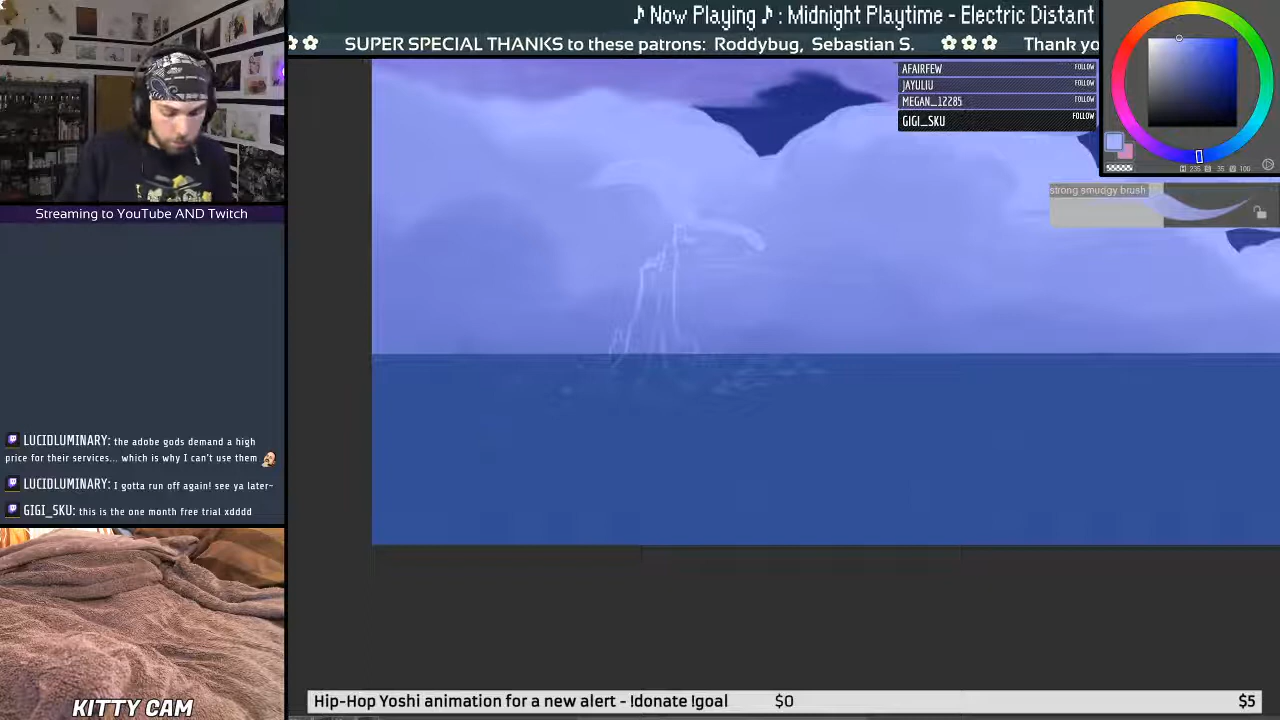 ♪ Now Playing ♪ : Midnight Playtime - Electric Distant
SUPER SPECIAL THANKS to these patrons: Roddybug, Sebastian S. ✿ ✿ ✿ Thank yo
AFAIRFEW FOLLOW
JAYULIU FOLLOW
MEGAN_12285 FOLLOW
GIGI_SKU FOLLOW
strong smudgy brush
Streaming to YouTube AND Twitch
LUCIDLUMINARY: the adobe gods demand a high
price for their services... which is why I can't use them
LUCIDLUMINARY: I gotta run off again! see ya later~
GIGI_SKU: this is the one month free trial xdddd
KITTY CAM
Hip-Hop Yoshi animation for a new alert - !donate !goal $0 $5